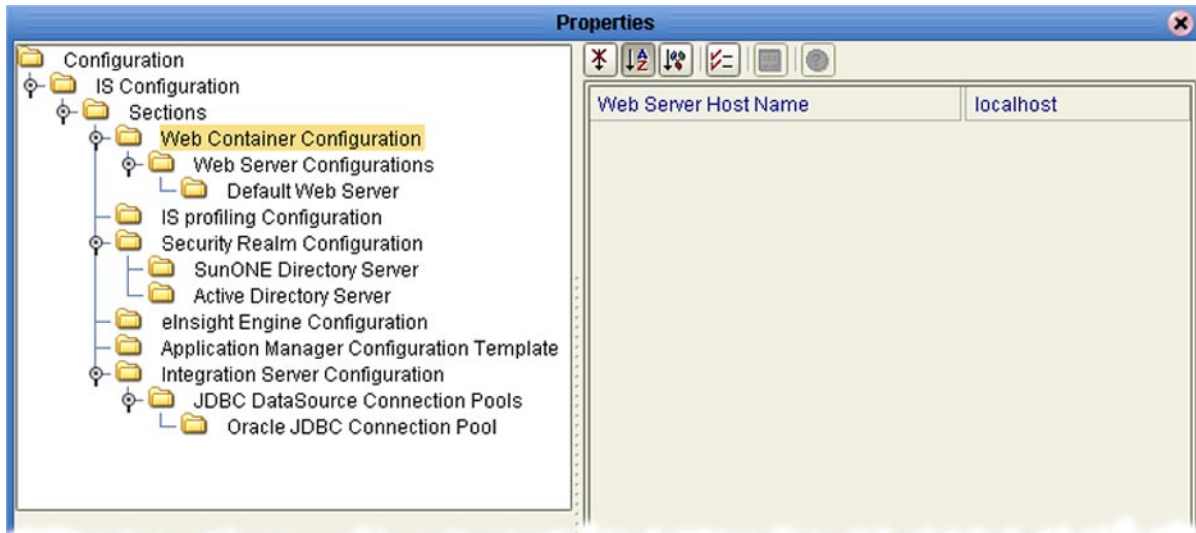 Properties
Configuration
IS Configuration
Sections
Web Container Configuration
Web Server Configurations
Default Web Server
IS profiling Configuration
Security Realm Configuration
SunONE Directory Server
Active Directory Server
eInsight Engine Configuration
Application Manager Configuration Template
Integration Server Configuration
JDBC DataSource Connection Pools
Oracle JDBC Connection Pool
Web Server Host Name localhost